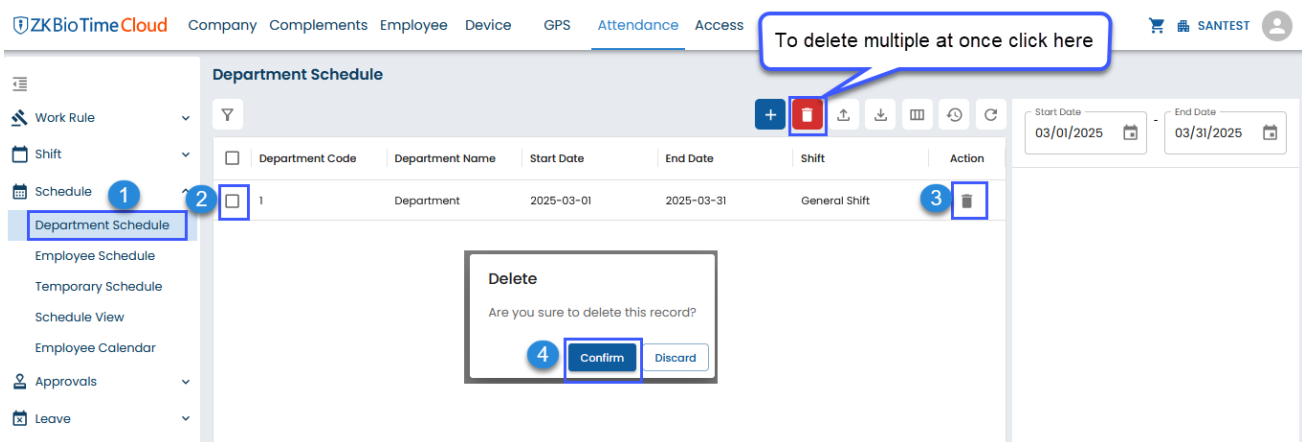 ZKBioTime Cloud
Company Complements Employee Device GPS Attendance Access
SANTEST
To delete multiple at once click here
Department Schedule
Work Rule
Shift
Schedule
1
Department Schedule
Employee Schedule
Temporary Schedule
Schedule View
Employee Calendar
Approvals
Leave
Department Code Department Name Start Date End Date Shift Action
2
1 Department 2025-03-01 2025-03-31 General Shift
3
Delete
Are you sure to delete this record?
4
Confirm Discard
Start Date End Date
03/01/2025 - 03/31/2025